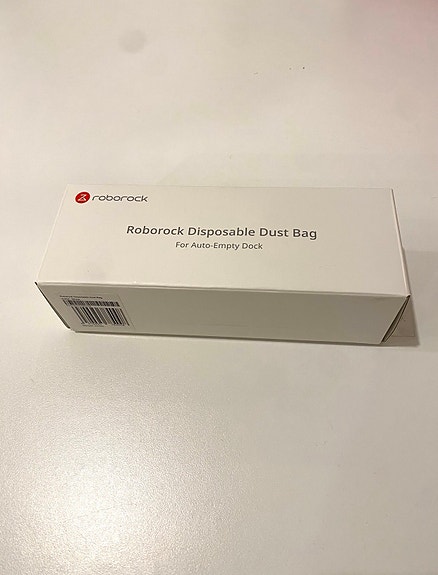 roborock
Roborock Disposable Dust Bag
For Auto-Empty Dock